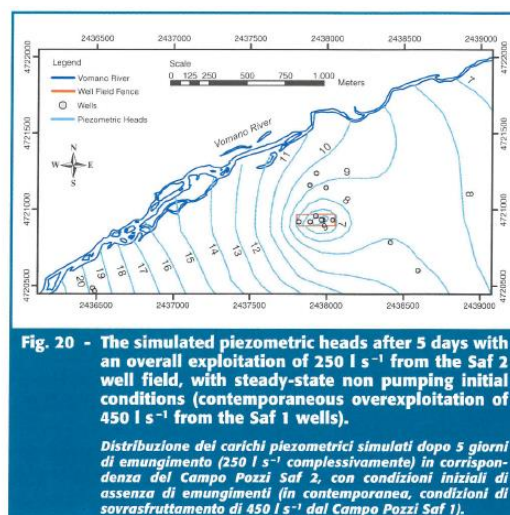 2436500 2437000 2437500 2438000 2438500 2439000
4722000
4721500
4721000
4720500
Legend
Vomano River
Well Field Fence
Wells
Piezometric Heads
Scale
0 125 250 500 750 1.000
Meters
N
W E
S
Vomano River
7
11
10
9
8
8
7
20
19
18
17
16
15
14
13
12
4722000
4721500
4721000
4720500
2436500 2437000 2437500 2438000 2438500 2439000
Fig. 20 - The simulated piezometric heads after 5 days with
an overall exploitation of 250 l s⁻¹ from the Saf 2
well field, with steady-state non pumping initial
conditions (contemporaneous overexploitation of
450 l s⁻¹ from the Saf 1 wells).
Distribuzione dei carichi piezometrici simulati dopo 5 giorni
di emungimento (250 l s⁻¹ complessivamente) in corrispon-
denza del Campo Pozzi Saf 2, con condizioni iniziali di
assenza di emungimenti (in contemporanea, condizioni di
sovrasfruttamento di 450 l s⁻¹ dal Campo Pozzi Saf 1).